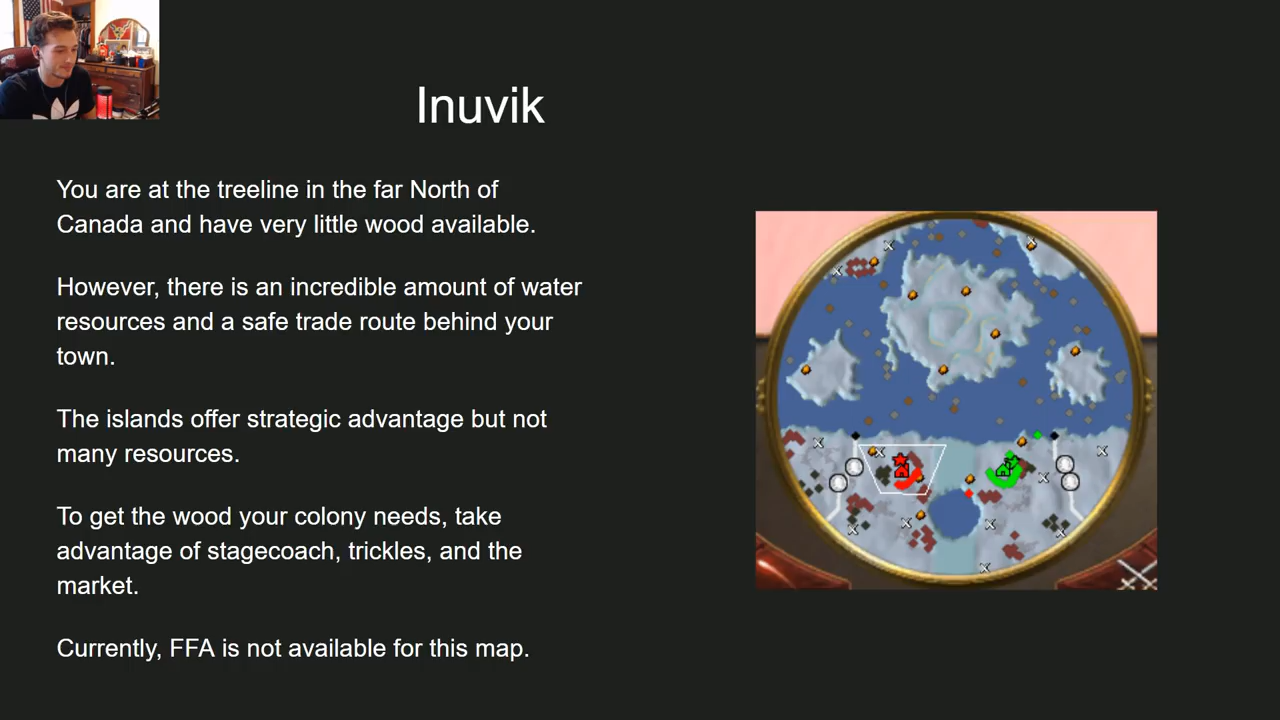 Inuvik
You are at the treeline in the far North of
Canada and have very little wood available.
However, there is an incredible amount of water
resources and a safe trade route behind your
town.
The islands offer strategic advantage but not
many resources.
To get the wood your colony needs, take
advantage of stagecoach, trickles, and the
market.
Currently, FFA is not available for this map.